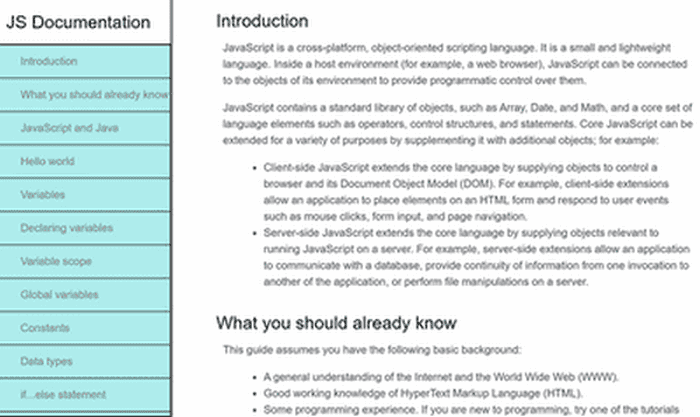 JS Documentation
Introduction
What you should already know
JavaScript and Java
Hello world
Variables
Declaring variables
Variable scope
Global variables
Constants
Data types
if...else statement
Introduction
JavaScript is a cross-platform, object-oriented scripting language. It is a small and lightweight
language. Inside a host environment (for example, a web browser), JavaScript can be connected
to the objects of its environment to provide programmatic control over them.
JavaScript contains a standard library of objects, such as Array, Date, and Math, and a core set of
language elements such as operators, control structures, and statements. Core JavaScript can be
extended for a variety of purposes by supplementing it with additional objects; for example:
• Client-side JavaScript extends the core language by supplying objects to control a
browser and its Document Object Model (DOM). For example, client-side extensions
allow an application to place elements on an HTML form and respond to user events
such as mouse clicks, form input, and page navigation.
• Server-side JavaScript extends the core language by supplying objects relevant to
running JavaScript on a server. For example, server-side extensions allow an application
to communicate with a database, provide continuity of information from one invocation to
another of the application, or perform file manipulations on a server.
What you should already know
This guide assumes you have the following basic background:
• A general understanding of the Internet and the World Wide Web (WWW).
• Good working knowledge of HyperText Markup Language (HTML).
• Some programming experience. If you are new to programming, try one of the tutorials